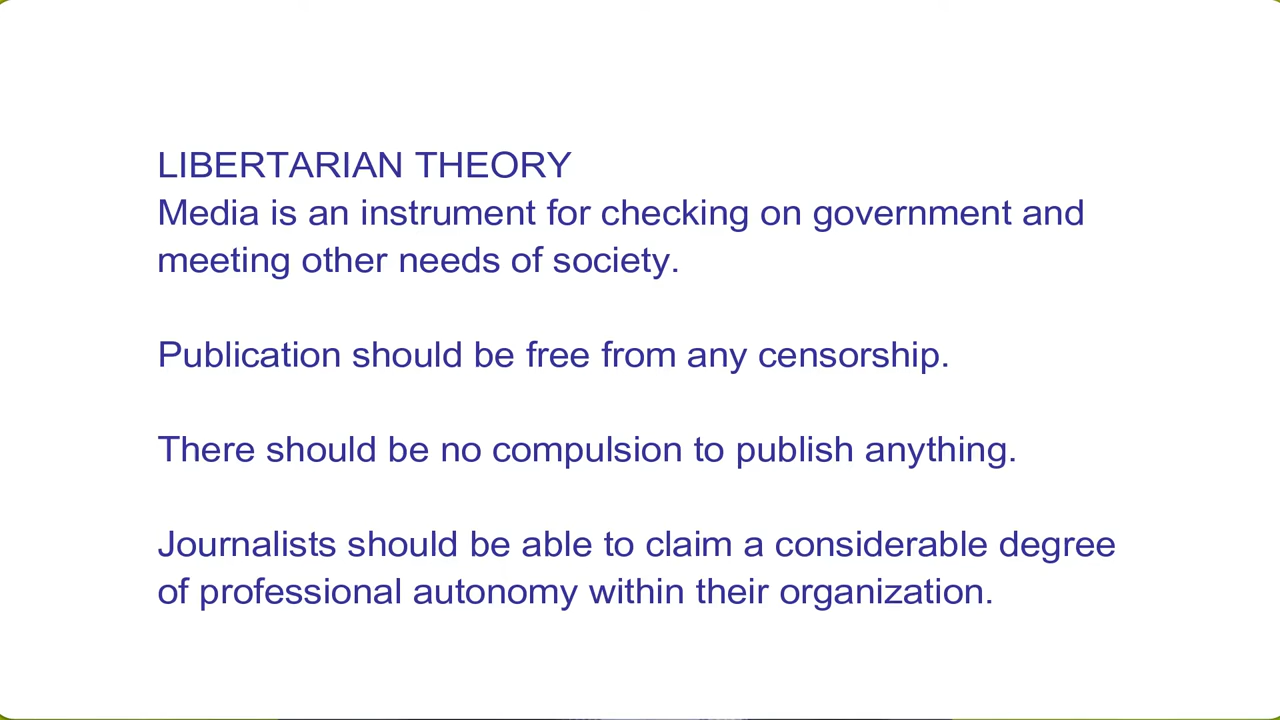 LIBERTARIAN THEORY
Media is an instrument for checking on government and
meeting other needs of society.
Publication should be free from any censorship.
There should be no compulsion to publish anything.
Journalists should be able to claim a considerable degree
of professional autonomy within their organization.